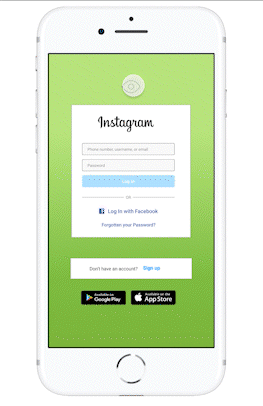 Instagram
Phone number, username, or email
Password
Log in
OR
Log In with Facebook
Forgotten your Password?
Don't have an account? Sign up
Available on
Google Play
Available on the
App Store